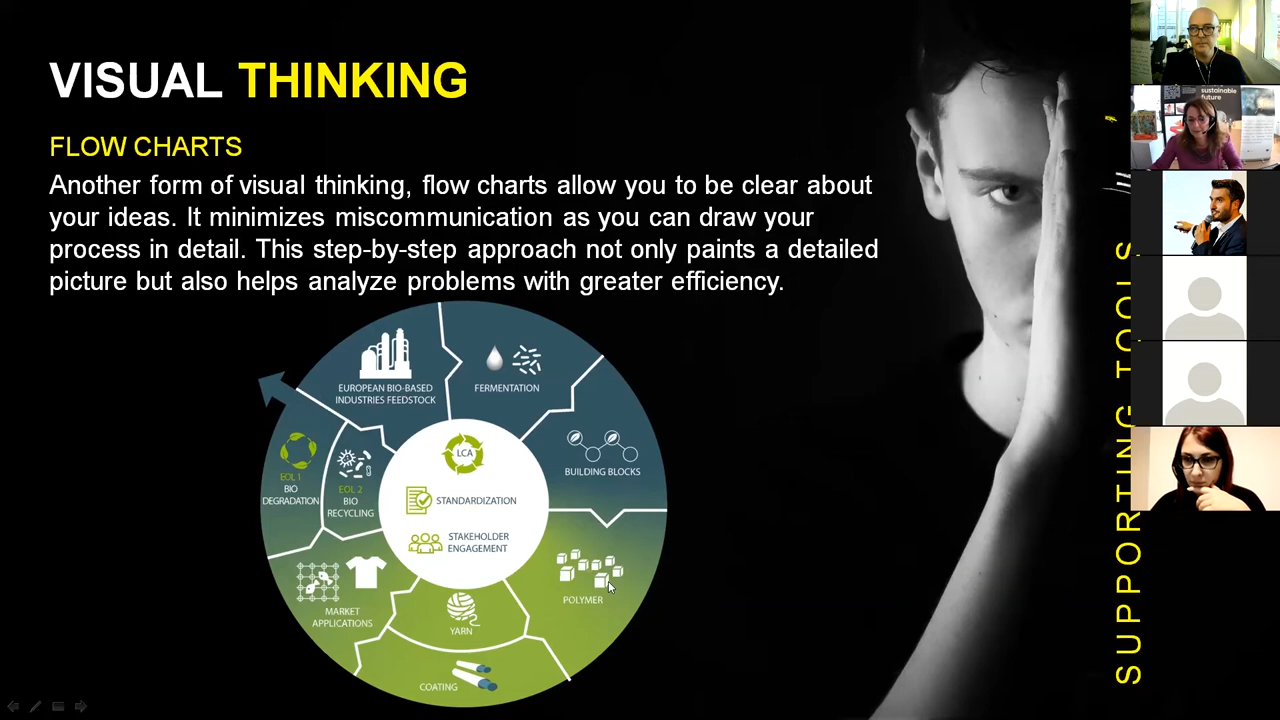 VISUAL THINKING
FLOW CHARTS
Another form of visual thinking, flow charts allow you to be clear about
your ideas. It minimizes miscommunication as you can draw your
process in detail. This step-by-step approach not only paints a detailed
picture but also helps analyze problems with greater efficiency.
EUROPEAN BIO-BASED
INDUSTRIES FEEDSTOCK
FERMENTATION
BUILDING BLOCKS
POLYMER
YARN
COATING
MARKET
APPLICATIONS
EOL 1
BIO
DEGRADATION
EOL 2
BIO
RECYCLING
LCA
STANDARDIZATION
STAKEHOLDER
ENGAGEMENT
SUPPORTING TOOLS
sustainable
future